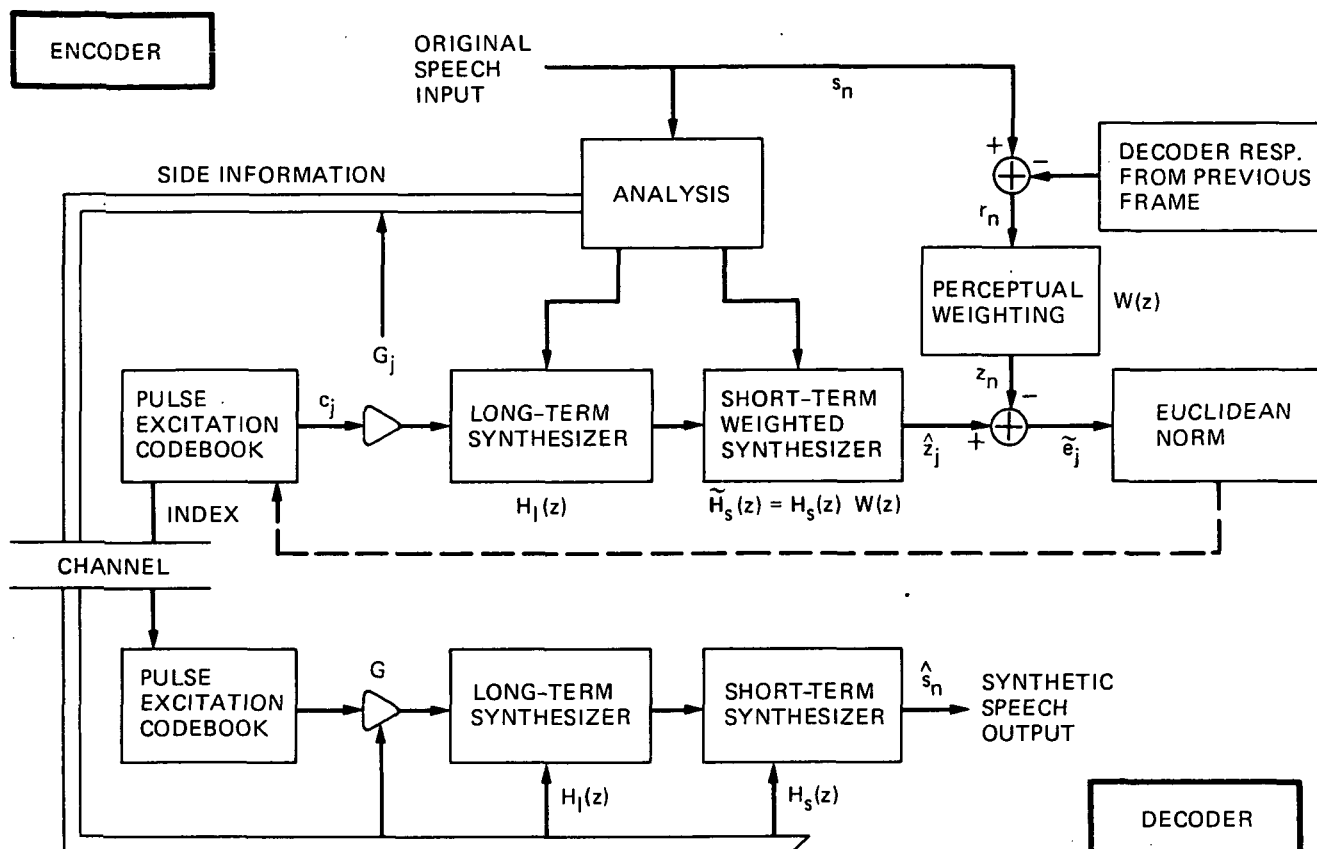 ENCODER
ORIGINAL
SPEECH
INPUT
s_n
SIDE INFORMATION
ANALYSIS
+
−
DECODER RESP.
FROM PREVIOUS
FRAME
r_n
PERCEPTUAL
WEIGHTING
W(z)
G_j
z_n
−
PULSE
EXCITATION
CODEBOOK
c_j
LONG-TERM
SYNTHESIZER
SHORT-TERM
WEIGHTED
SYNTHESIZER
ẑ_j
+
ẽ_j
EUCLIDEAN
NORM
INDEX
H_l(z)
H̃_s(z) = H_s(z) W(z)
CHANNEL
PULSE
EXCITATION
CODEBOOK
G
LONG-TERM
SYNTHESIZER
SHORT-TERM
SYNTHESIZER
ŝ_n
SYNTHETIC
SPEECH
OUTPUT
H_l(z)
H_s(z)
DECODER